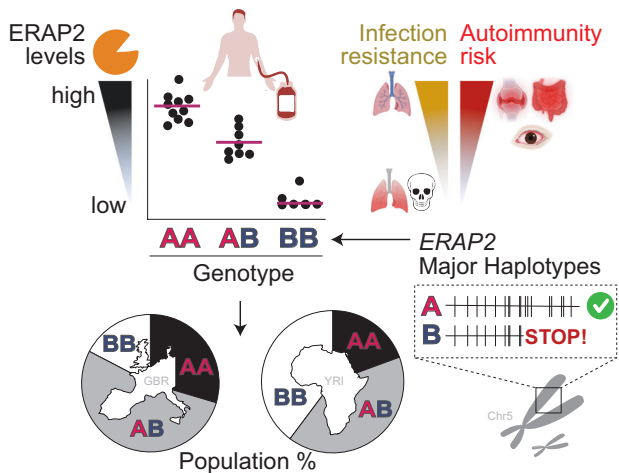 ERAP2
levels
high
low
Infection
resistance
Autoimmunity
risk
AA AB BB
Genotype
ERAP2
Major Haplotypes
A
B STOP!
Chr5
BB
AA
GBR
AB
AA
YRI
BB
AB
Population %